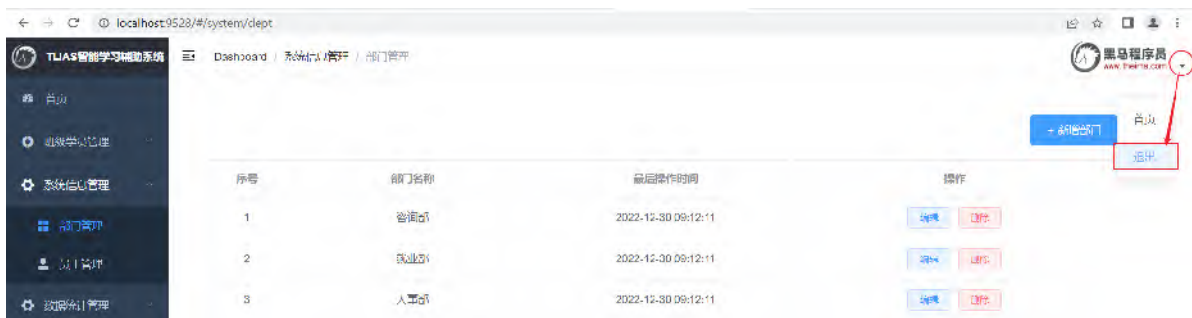 localhost:9528/#/system/dept
TLIAS智能学习辅助系统
Dashboard / 系统信息管理 / 部门管理
黑马程序员
www.itheima.com
首页
首页
+ 新增部门
班级学员管理
退出
系统信息管理
序号 部门名称 最后操作时间 操作
部门管理
1 咨询部 2022-12-30 09:12:11 编辑 删除
员工管理
2 就业部 2022-12-30 09:12:11 编辑 删除
数据统计管理
3 人事部 2022-12-30 09:12:11 编辑 删除